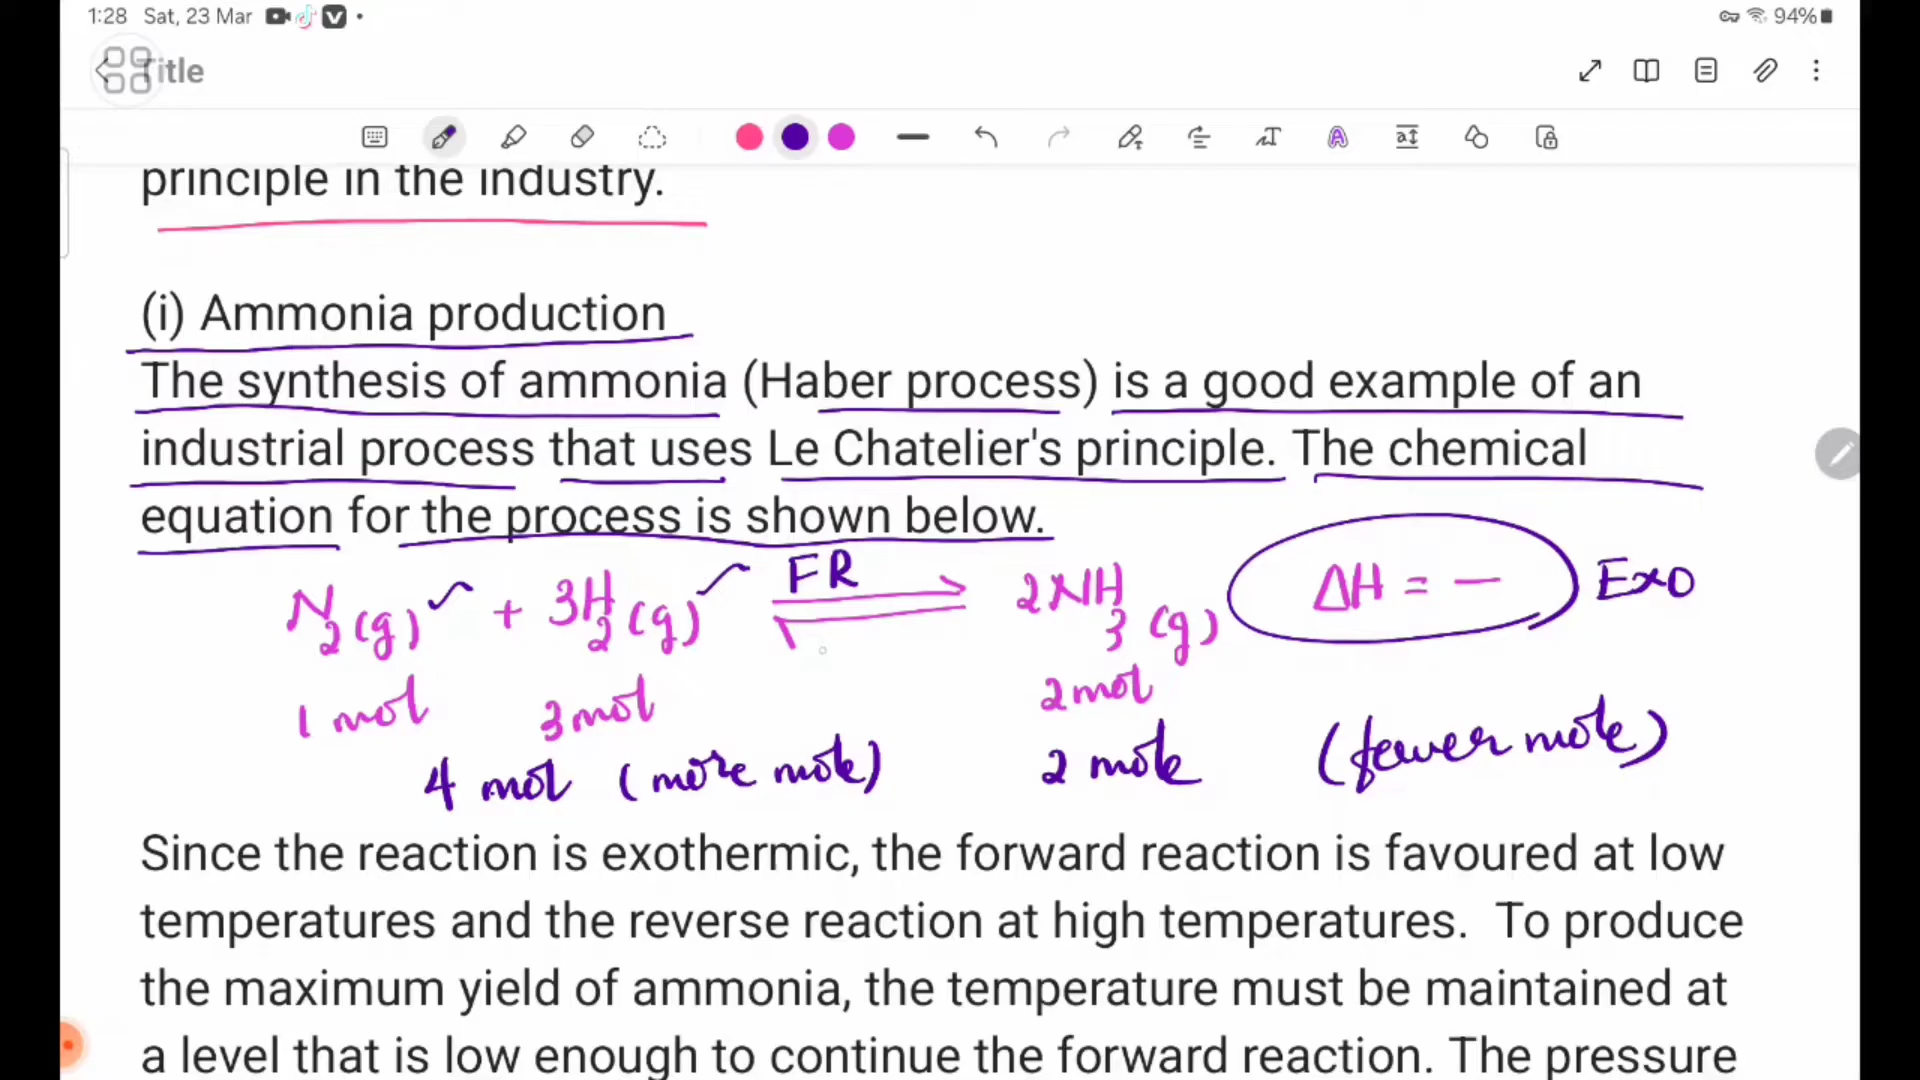 1:28 Sat, 23 Mar
94%
Title
principle in the industry.
(i) Ammonia production
The synthesis of ammonia (Haber process) is a good example of an
industrial process that uses Le Chatelier's principle. The chemical
equation for the process is shown below.
N2(g) + 3H2(g) FR ⇌ 2NH3(g) ΔH = − Exo
1 mol 3 mol 2 mol
4 mol (more mole) 2 mole (fewer mole)
Since the reaction is exothermic, the forward reaction is favoured at low
temperatures and the reverse reaction at high temperatures. To produce
the maximum yield of ammonia, the temperature must be maintained at
a level that is low enough to continue the forward reaction. The pressure